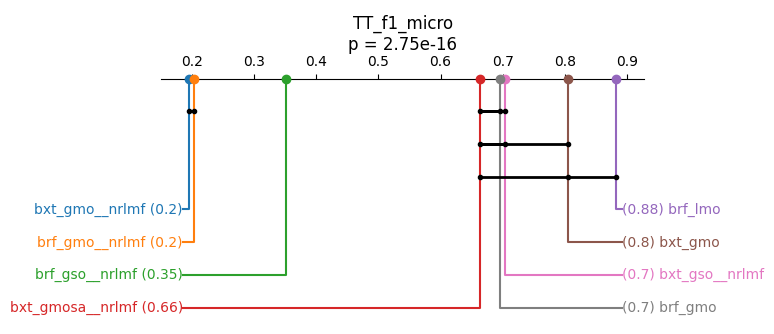 TT_f1_micro
p = 2.75e-16
0.2 0.3 0.4 0.5 0.6 0.7 0.8 0.9
bxt_gmo__nrlmf (0.2) (0.88) brf_lmo
brf_gmo__nrlmf (0.2) (0.8) bxt_gmo
brf_gso__nrlmf (0.35) (0.7) bxt_gso__nrlmf
bxt_gmosa__nrlmf (0.66) (0.7) brf_gmo